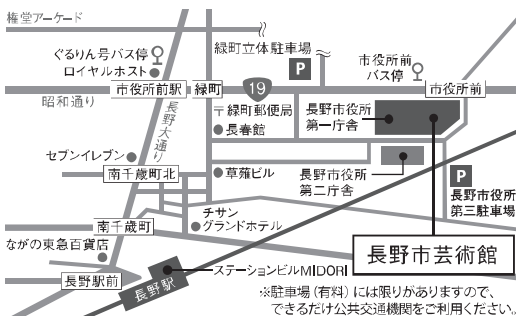 権堂アーケード
ぐるりん号バス停
ロイヤルホスト
緑町立体駐車場
P
市役所前
バス停
市役所前駅
緑町
19
市役所前
昭和通り
長野大通り
〒緑町郵便局
長春館
長野市役所
第一庁舎
セブンイレブン
南千歳町北
草薙ビル
長野市役所
第二庁舎
P
長野市役所
第三駐車場
南千歳町
チサン
グランドホテル
ながの東急百貨店
長野市芸術館
長野駅前
ステーションビルMIDORI
長野駅
※駐車場（有料）には限りがありますので、
できるだけ公共交通機関をご利用ください。